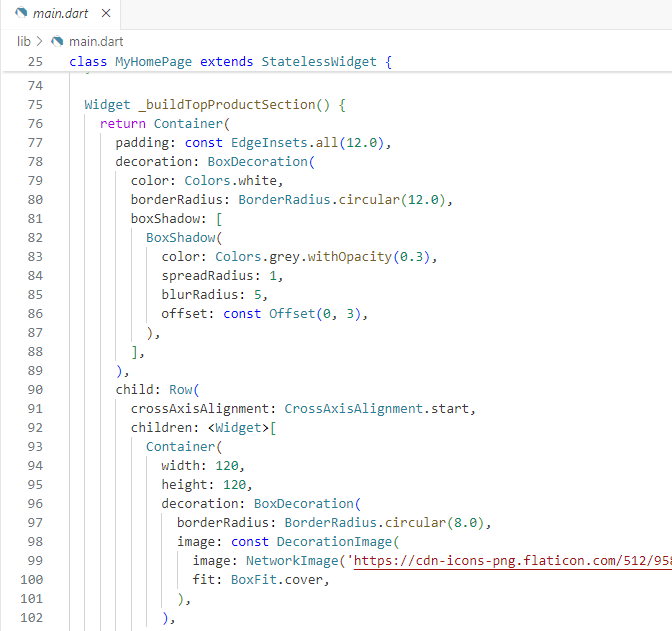 main.dart ×
lib > main.dart
25 class MyHomePage extends StatelessWidget {
74
75 Widget _buildTopProductSection() {
76 return Container(
77 padding: const EdgeInsets.all(12.0),
78 decoration: BoxDecoration(
79 color: Colors.white,
80 borderRadius: BorderRadius.circular(12.0),
81 boxShadow: [
82 BoxShadow(
83 color: Colors.grey.withOpacity(0.3),
84 spreadRadius: 1,
85 blurRadius: 5,
86 offset: const Offset(0, 3),
87 ),
88 ],
89 ),
90 child: Row(
91 crossAxisAlignment: CrossAxisAlignment.start,
92 children: <Widget>[
93 Container(
94 width: 120,
95 height: 120,
96 decoration: BoxDecoration(
97 borderRadius: BorderRadius.circular(8.0),
98 image: const DecorationImage(
99 image: NetworkImage('https://cdn-icons-png.flaticon.com/512/958
100 fit: BoxFit.cover,
101 ),
102 ),